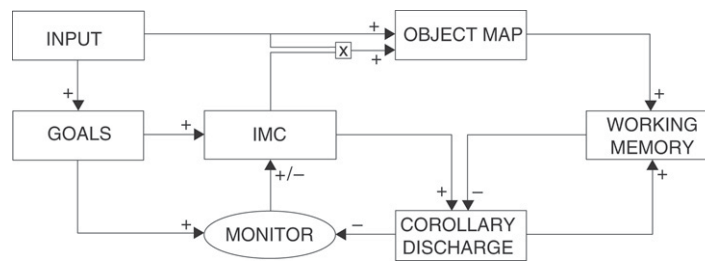 INPUT
+
OBJECT MAP
x
+
+
+
GOALS
+
IMC
WORKING
MEMORY
+/−
+
−
+
+
MONITOR
−
COROLLARY
DISCHARGE